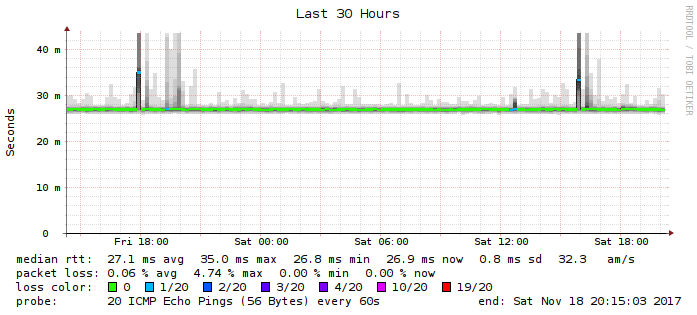 Last 30 Hours
RRDTOOL / TOBI OETIKER
Seconds
40 m
30 m
20 m
10 m
0
Fri 18:00 Sat 00:00 Sat 06:00 Sat 12:00 Sat 18:00
median rtt: 27.1 ms avg 35.0 ms max 26.8 ms min 26.9 ms now 0.8 ms sd 32.3 am/s
packet loss: 0.06 % avg 4.74 % max 0.00 % min 0.00 % now
loss color: 0 1/20 2/20 3/20 4/20 10/20 19/20
probe: 20 ICMP Echo Pings (56 Bytes) every 60s end: Sat Nov 18 20:15:03 2017